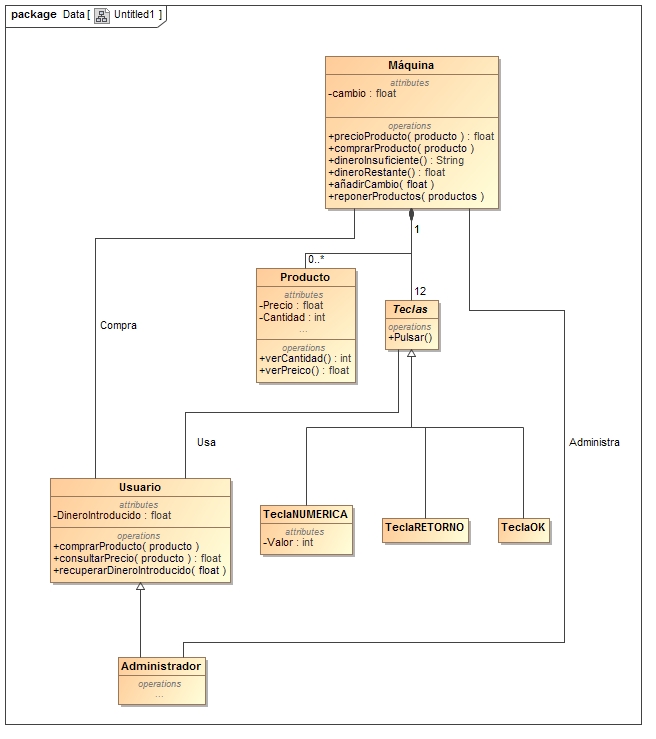 package Data [ Untitled1 ]
Máquina
attributes
-cambio : float
operations
+precioProducto( producto ) : float
+comprarProducto( producto )
+dineroInsuficiente() : String
+dineroRestante() : float
+añadirCambio( float )
+reponerProductos( productos )
1
0..*
Producto
attributes
-Precio : float
-Cantidad : int
...
operations
+verCantidad() : int
+verPreico() : float
12
Teclas
operations
+Pulsar()
Compra
Usa
Administra
Usuario
attributes
-DineroIntroducido : float
operations
+comprarProducto( producto )
+consultarPrecio( producto ) : float
+recuperarDineroIntroducido( float )
TeclaNUMERICA
attributes
-Valor : int
TeclaRETORNO
TeclaOK
Administrador
operations
...